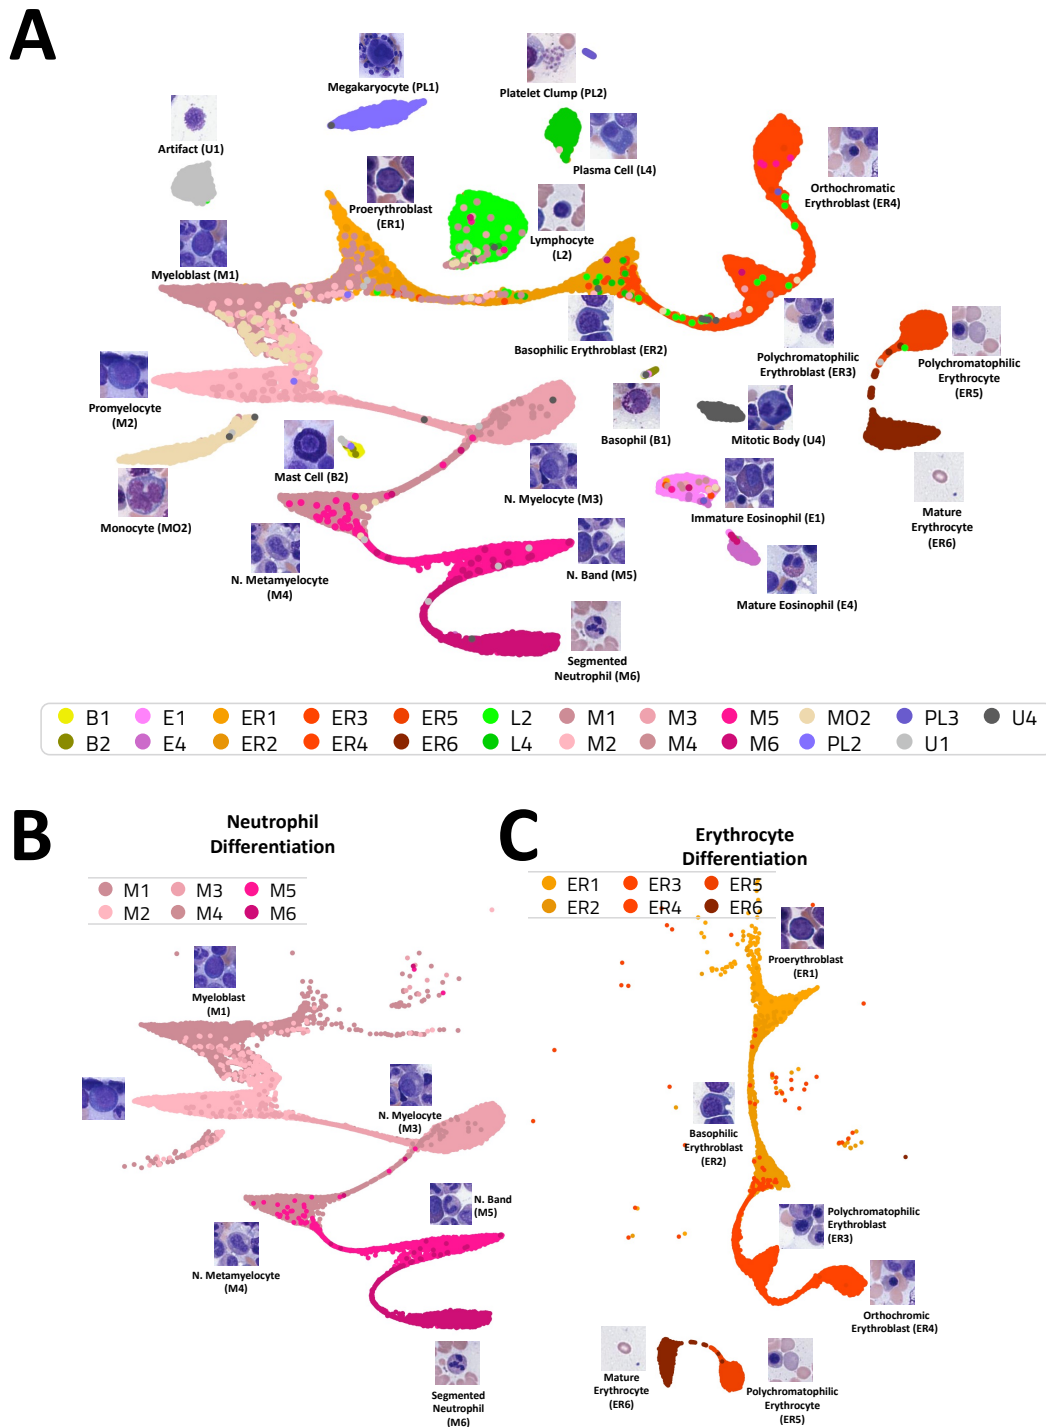 A
Megakaryocyte (PL1)
Platelet Clump (PL2)
Artifact (U1)
Plasma Cell (L4)
Orthochromatic
Erythroblast (ER4)
Proerythroblast
(ER1)
Lymphocyte
(L2)
Myeloblast (M1)
Basophilic Erythroblast (ER2)
Polychromatophilic
Erythroblast (ER3)
Polychromatophilic
Erythrocyte
(ER5)
Promyelocyte
(M2)
Basophil (B1)
Mitotic Body (U4)
Mast Cell (B2)
N. Myelocyte (M3)
Monocyte (MO2)
Immature Eosinophil (E1)
Mature
Erythrocyte
(ER6)
N. Metamyelocyte
(M4)
N. Band (M5)
Mature Eosinophil (E4)
Segmented
Neutrophil (M6)
B1 E1 ER1 ER3 ER5 L2 M1 M3 M5 MO2 PL3 U4
B2 E4 ER2 ER4 ER6 L4 M2 M4 M6 PL2 U1
B
Neutrophil
Differentiation
M1 M3 M5
M2 M4 M6
Myeloblast
(M1)
N. Myelocyte
(M3)
N. Band
(M5)
N. Metamyelocyte
(M4)
Segmented
Neutrophil
(M6)
C
Erythrocyte
Differentiation
ER1 ER3 ER5
ER2 ER4 ER6
Proerythroblast
(ER1)
Basophilic
Erythroblast
(ER2)
Polychromatophilic
Erythroblast
(ER3)
Orthochromic
Erythroblast (ER4)
Mature
Erythrocyte
(ER6)
Polychromatophilic
Erythrocyte
(ER5)